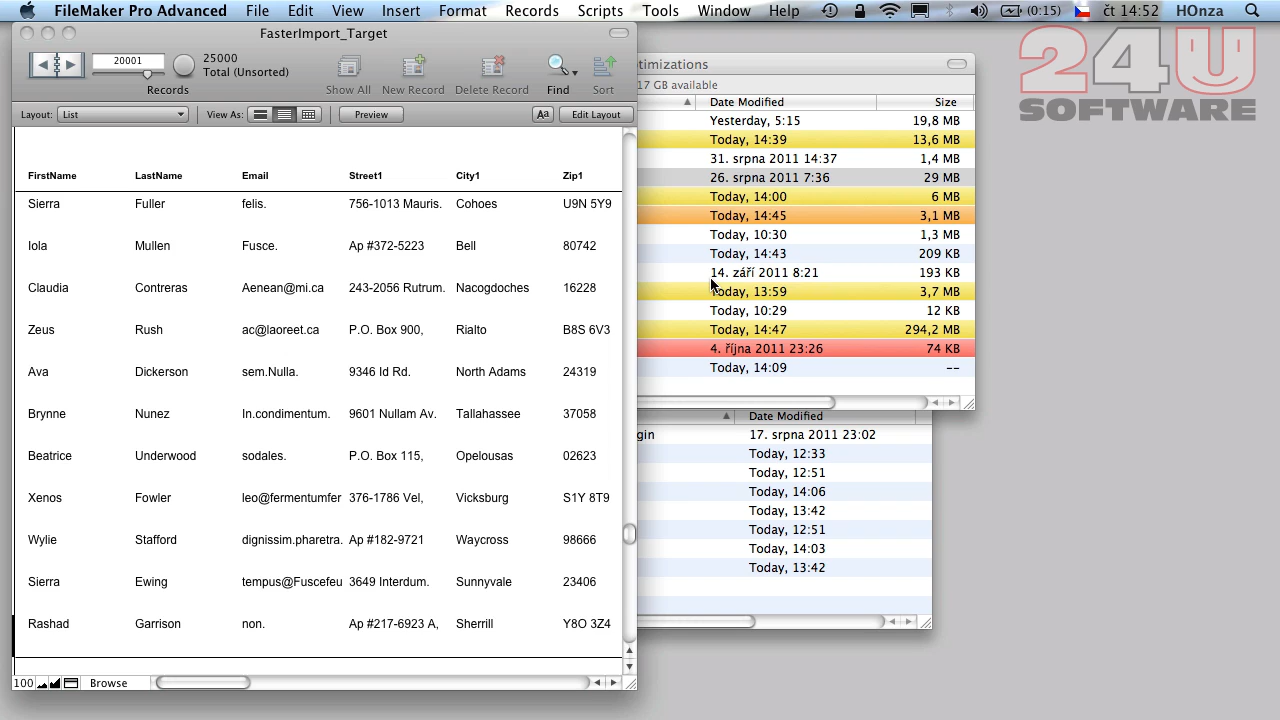 FileMaker Pro Advanced File Edit View Insert Format Records Scripts Tools Window Help (0:15) čt 14:52 HOnza
FasterImport_Target
20001
25000
Total (Unsorted)
Records
Show All
New Record
Delete Record
Find
Sort
Layout: List
View As:
Preview
Aa
Edit Layout
FirstName LastName Email Street1 City1 Zip1
Sierra Fuller felis. 756-1013 Mauris. Cohoes U9N 5Y9
Iola Mullen Fusce. Ap #372-5223 Bell 80742
Claudia Contreras Aenean@mi.ca 243-2056 Rutrum. Nacogdoches 16228
Zeus Rush ac@laoreet.ca P.O. Box 900, Rialto B8S 6V3
Ava Dickerson sem.Nulla. 9346 Id Rd. North Adams 24319
Brynne Nunez In.condimentum. 9601 Nullam Av. Tallahassee 37058
Beatrice Underwood sodales. P.O. Box 115, Opelousas 02623
Xenos Fowler leo@fermentumfer 376-1786 Vel, Vicksburg S1Y 8T9
Wylie Stafford dignissim.pharetra. Ap #182-9721 Waycross 98666
Sierra Ewing tempus@Fuscefeu 3649 Interdum. Sunnyvale 23406
Rashad Garrison non. Ap #217-6923 A, Sherrill Y8O 3Z4
100 Browse
timizations
17 GB available
Date Modified Size
Yesterday, 5:15 19,8 MB
Today, 14:39 13,6 MB
31. srpna 2011 14:37 1,4 MB
26. srpna 2011 7:36 29 MB
Today, 14:00 6 MB
Today, 14:45 3,1 MB
Today, 10:30 1,3 MB
Today, 14:43 209 KB
14. září 2011 8:21 193 KB
Today, 13:59 3,7 MB
Today, 10:29 12 KB
Today, 14:47 294,2 MB
4. října 2011 23:26 74 KB
Today, 14:09 --
Date Modified
gin 17. srpna 2011 23:02
Today, 12:33
Today, 12:51
Today, 14:06
Today, 13:42
Today, 12:51
Today, 14:03
Today, 13:42
24U
SOFTWARE